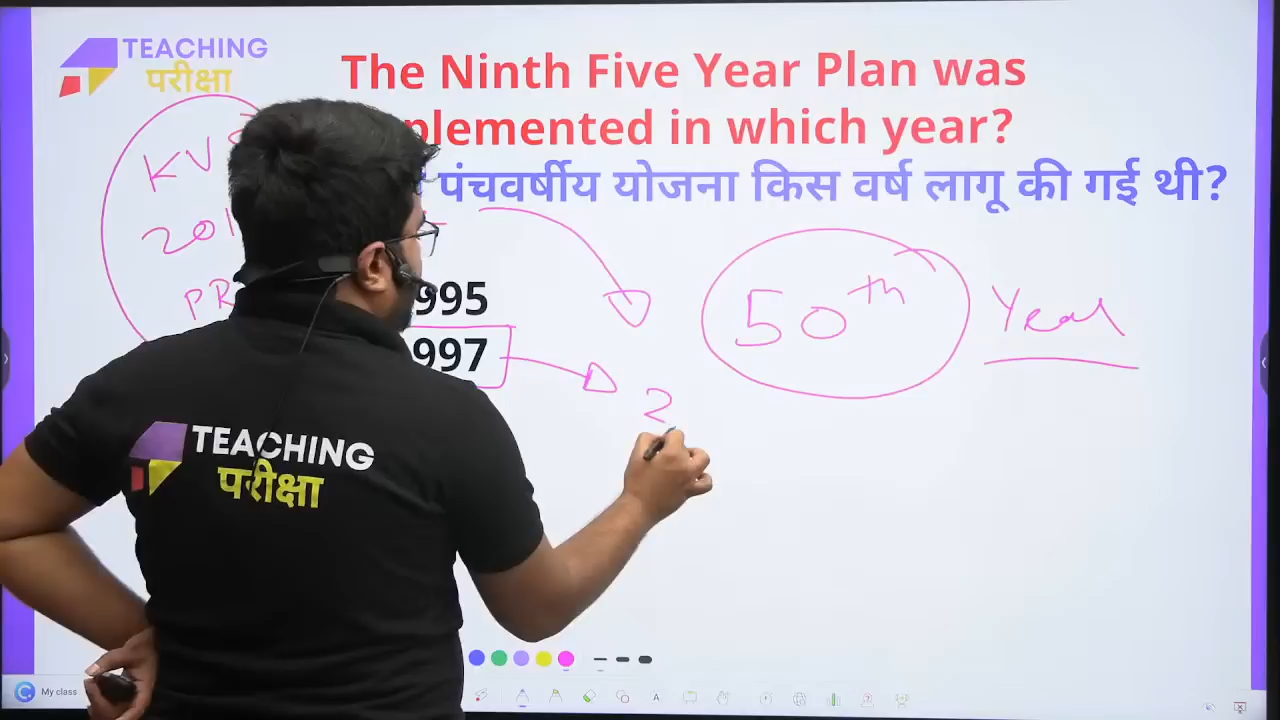 TEACHING
परीक्षा
The Ninth Five Year Plan was
plemented in which year?
पंचवर्षीय योजना किस वर्ष लागू की गई थी?
KV
201
PR
995
997
50th Year
2
TEACHING
परीक्षा
My class